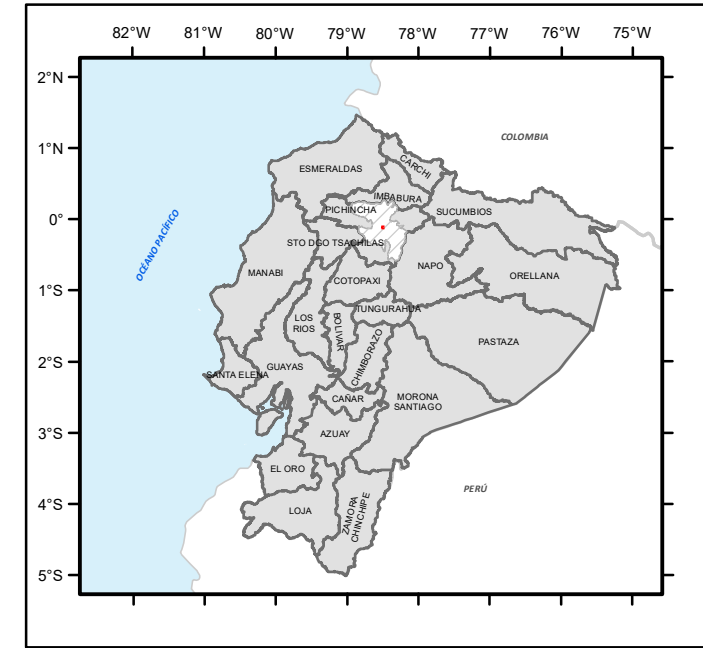 82°W 81°W 80°W 79°W 78°W 77°W 76°W 75°W
2°N
1°N
0°
1°S
2°S
3°S
4°S
5°S
COLOMBIA
OCÉANO PACÍFICO
PERÚ
ESMERALDAS
CARCHI
IMBABURA
PICHINCHA
SUCUMBIOS
STO DGO TSACHILAS
MANABI
NAPO
ORELLANA
COTOPAXI
TUNGURAHUA
LOS
RIOS
BOLIVAR
CHIMBORAZO
PASTAZA
SANTA ELENA
GUAYAS
CAÑAR
MORONA
SANTIAGO
AZUAY
EL ORO
LOJA
ZAMORA
CHINCHIPE